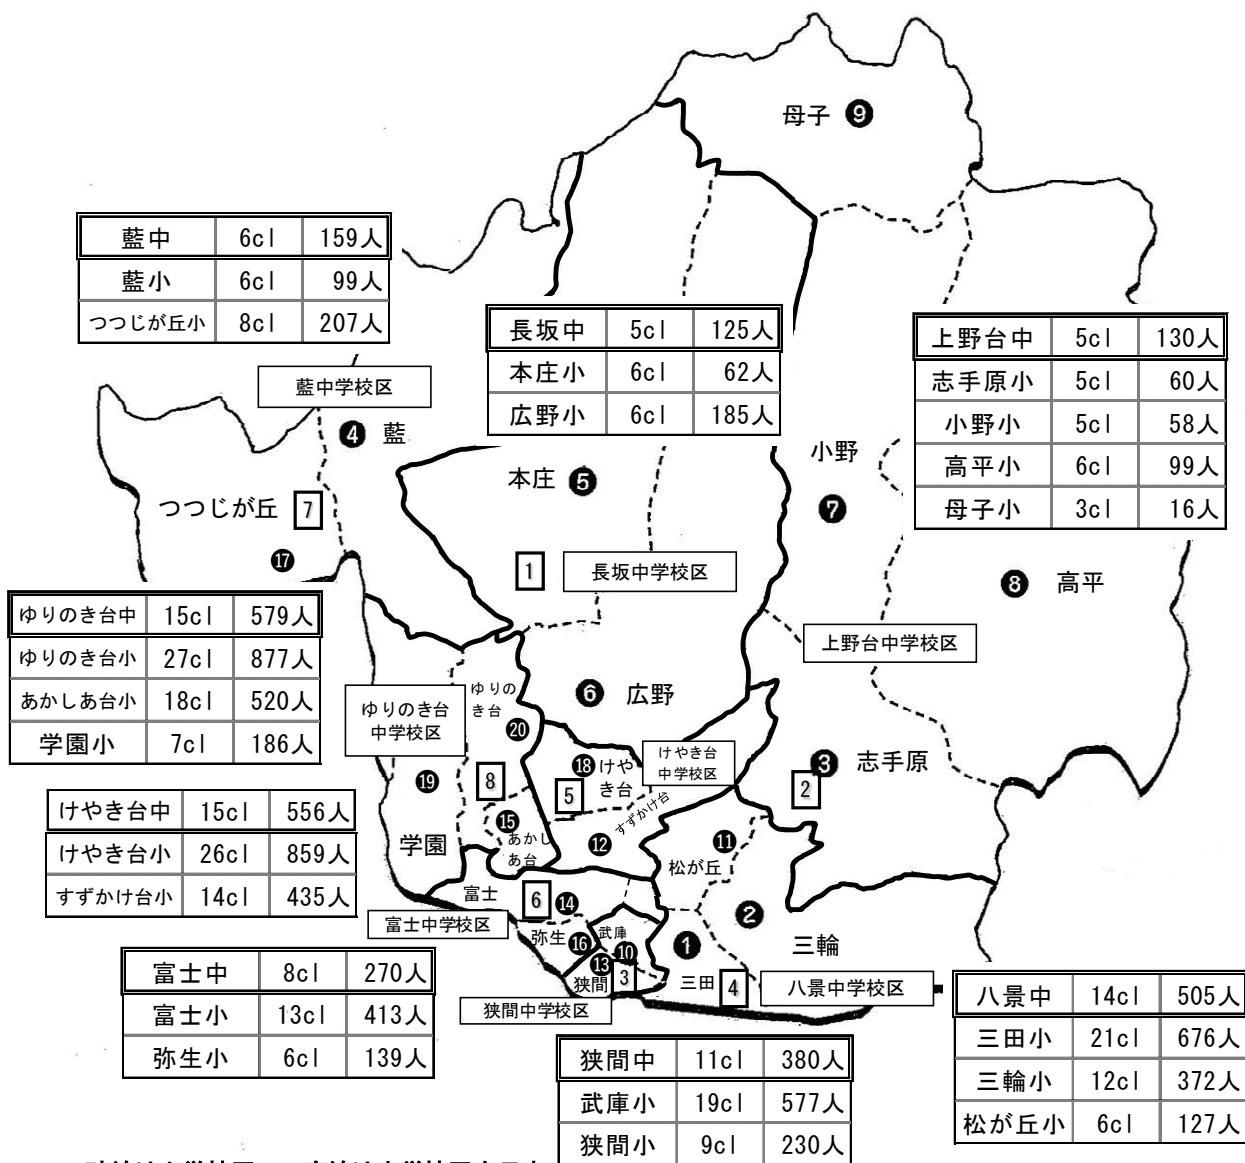 母子 ❾
藍中 6cl 159人
藍小 6cl 99人
つつじが丘小 8cl 207人
長坂中 5cl 125人
本庄小 6cl 62人
広野小 6cl 185人
上野台中 5cl 130人
志手原小 5cl 60人
小野小 5cl 58人
高平小 6cl 99人
母子小 3cl 16人
藍中学校区
❹ 藍
小野
本庄 ❺
つつじが丘 7
❼
⓱
1
長坂中学校区
❽ 高平
ゆりのき台中 15cl 579人
ゆりのき台小 27cl 877人
あかしあ台小 18cl 520人
学園小 7cl 186人
上野台中学校区
ゆりのき台
中学校区
ゆりの
き台
⓴
❻ 広野
けやき台
中学校区
⓲ けや
き台
❸ 志手原
2
⓳
8
5
すずかけ台
けやき台中 15cl 556人
けやき台小 26cl 859人
すずかけ台小 14cl 435人
⓯
あかし
あ台
学園
⓬
⓫
松が丘
富士
6 ⓮
富士中学校区
弥生 ⓰
武庫
❿
⓭
狭間 3
❶
三田 4
❷
三輪
八景中学校区
狭間中学校区
富士中 8cl 270人
富士小 13cl 413人
弥生小 6cl 139人
八景中 14cl 505人
三田小 21cl 676人
三輪小 12cl 372人
松が丘小 6cl 127人
狭間中 11cl 380人
武庫小 19cl 577人
狭間小 9cl 230人